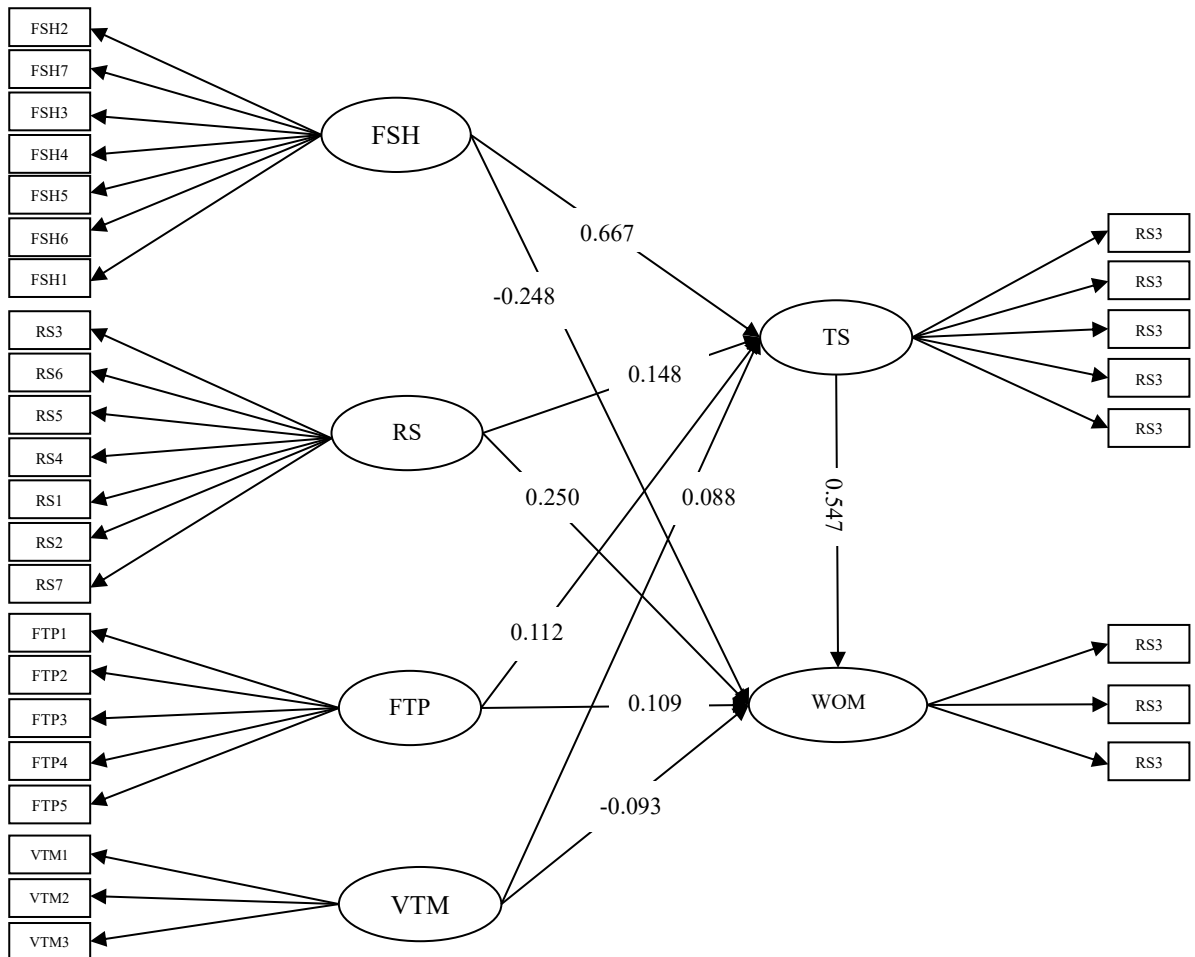 FSH2
FSH7
FSH3
FSH4
FSH5
FSH6
FSH1
RS3
RS6
RS5
RS4
RS1
RS2
RS7
FTP1
FTP2
FTP3
FTP4
FTP5
VTM1
VTM2
VTM3
FSH
RS
FTP
VTM
0.667
-0.248
0.148
0.250
0.088
0.112
0.109
-0.093
0.547
TS
WOM
RS3
RS3
RS3
RS3
RS3
RS3
RS3
RS3